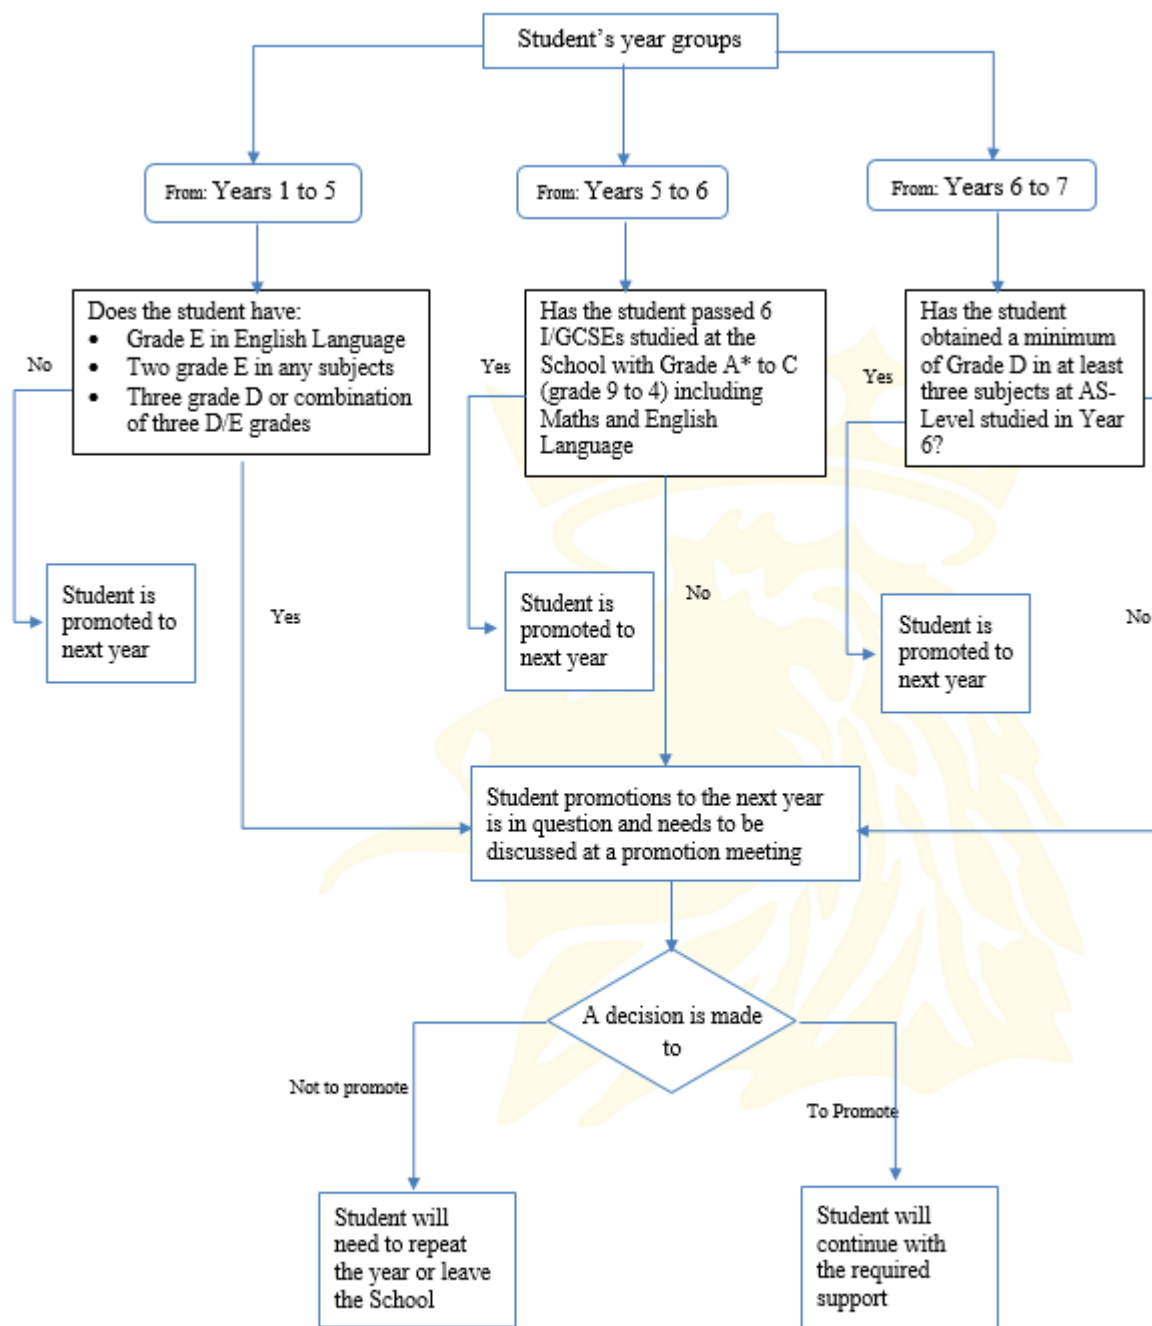 Student’s year groups
From: Years 1 to 5
From: Years 5 to 6
From: Years 6 to 7
Does the student have:
• Grade E in English Language
• Two grade E in any subjects
• Three grade D or combination
of three D/E grades
Has the student passed 6
I/GCSEs studied at the
School with Grade A* to C
(grade 9 to 4) including
Maths and English
Language
Has the student
obtained a minimum
of Grade D in at least
three subjects at AS-
Level studied in Year
6?
No
Yes
Yes
Student is
promoted to
next year
Yes
Student is
promoted to
next year
No
Student is
promoted to
next year
No
Student promotions to the next year
is in question and needs to be
discussed at a promotion meeting
A decision is made
to
Not to promote
To Promote
Student will
need to repeat
the year or leave
the School
Student will
continue with
the required
support